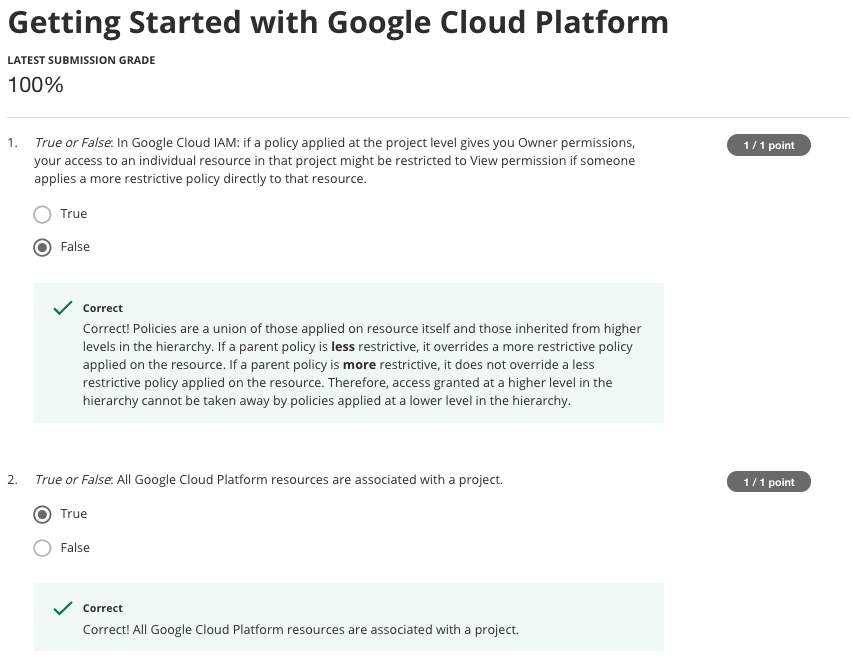 Getting Started with Google Cloud Platform
LATEST SUBMISSION GRADE
100%
1. True or False: In Google Cloud IAM: if a policy applied at the project level gives you Owner permissions,
your access to an individual resource in that project might be restricted to View permission if someone
applies a more restrictive policy directly to that resource.
1 / 1 point
True
False
Correct
Correct! Policies are a union of those applied on resource itself and those inherited from higher
levels in the hierarchy. If a parent policy is less restrictive, it overrides a more restrictive policy
applied on the resource. If a parent policy is more restrictive, it does not override a less
restrictive policy applied on the resource. Therefore, access granted at a higher level in the
hierarchy cannot be taken away by policies applied at a lower level in the hierarchy.
2. True or False: All Google Cloud Platform resources are associated with a project.
1 / 1 point
True
False
Correct
Correct! All Google Cloud Platform resources are associated with a project.